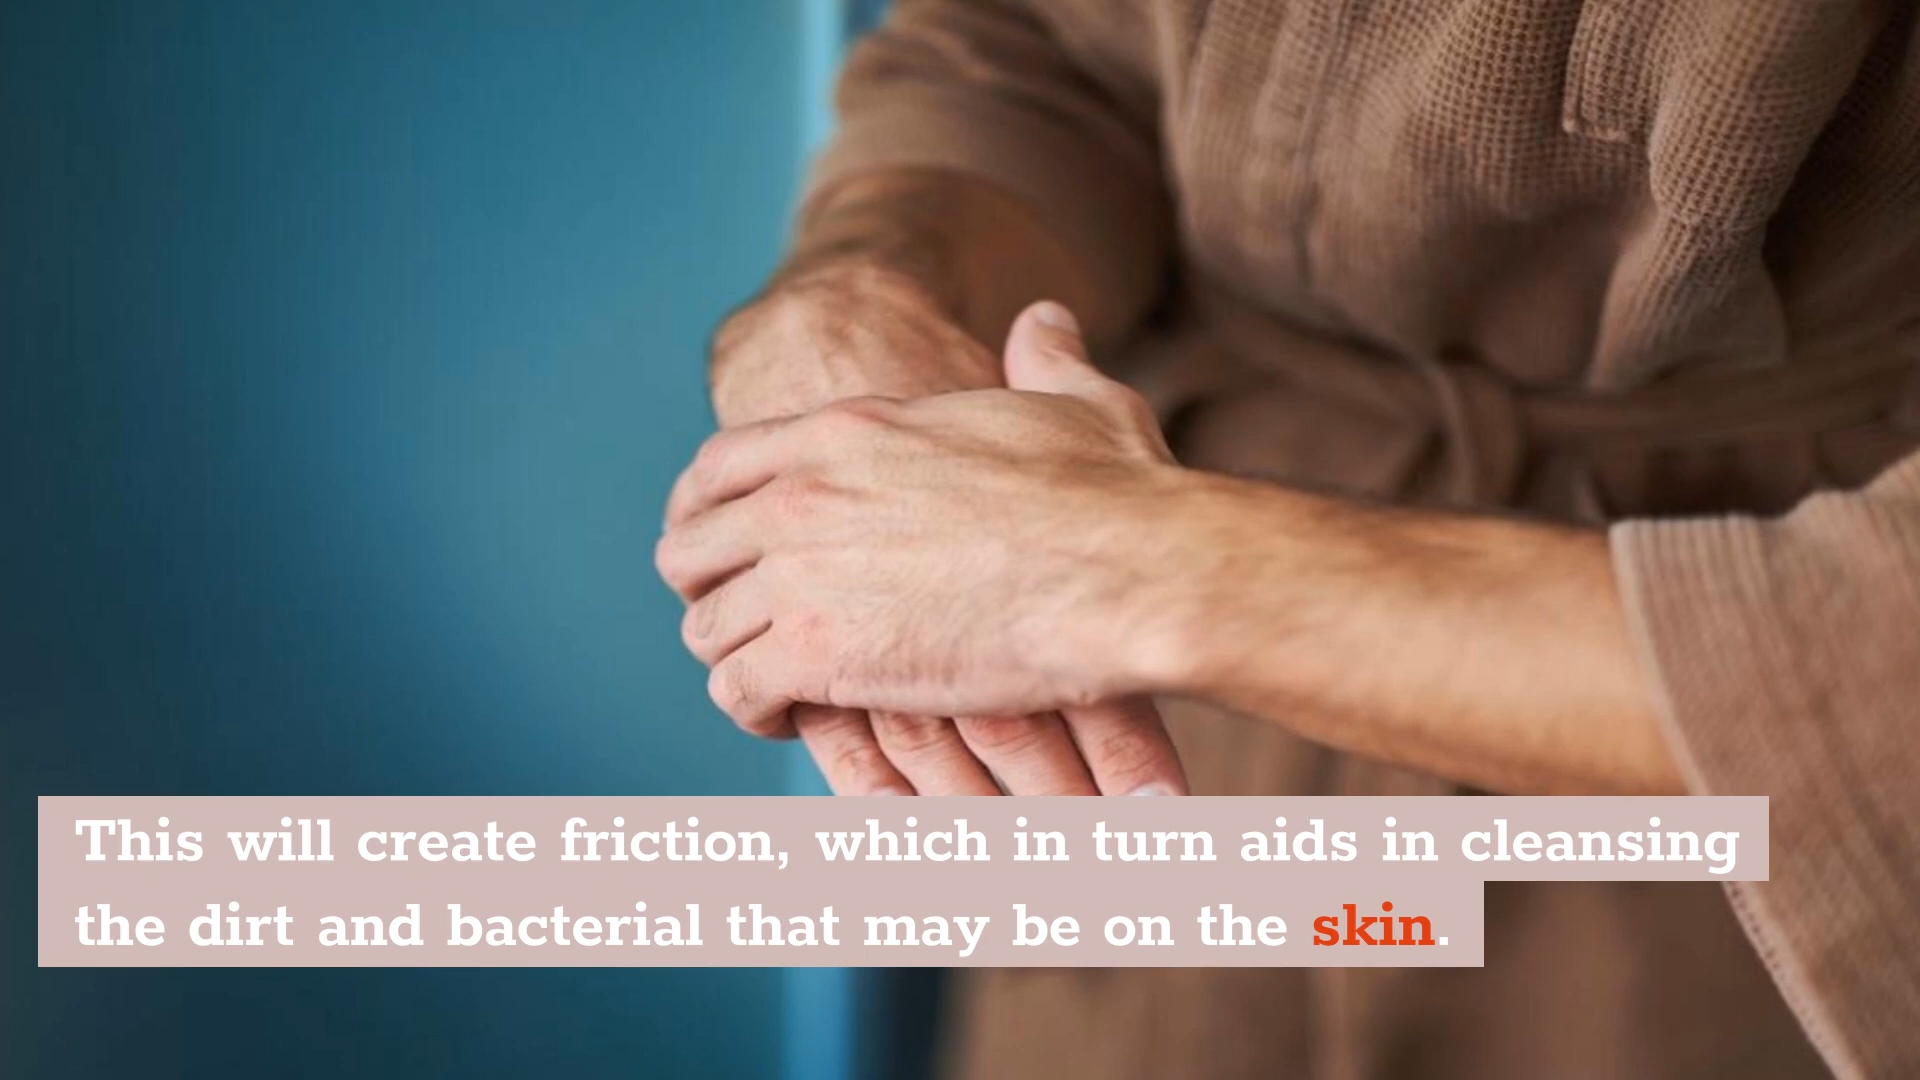 This will create friction, which in turn aids in cleansing
the dirt and bacterial that may be on the skin.